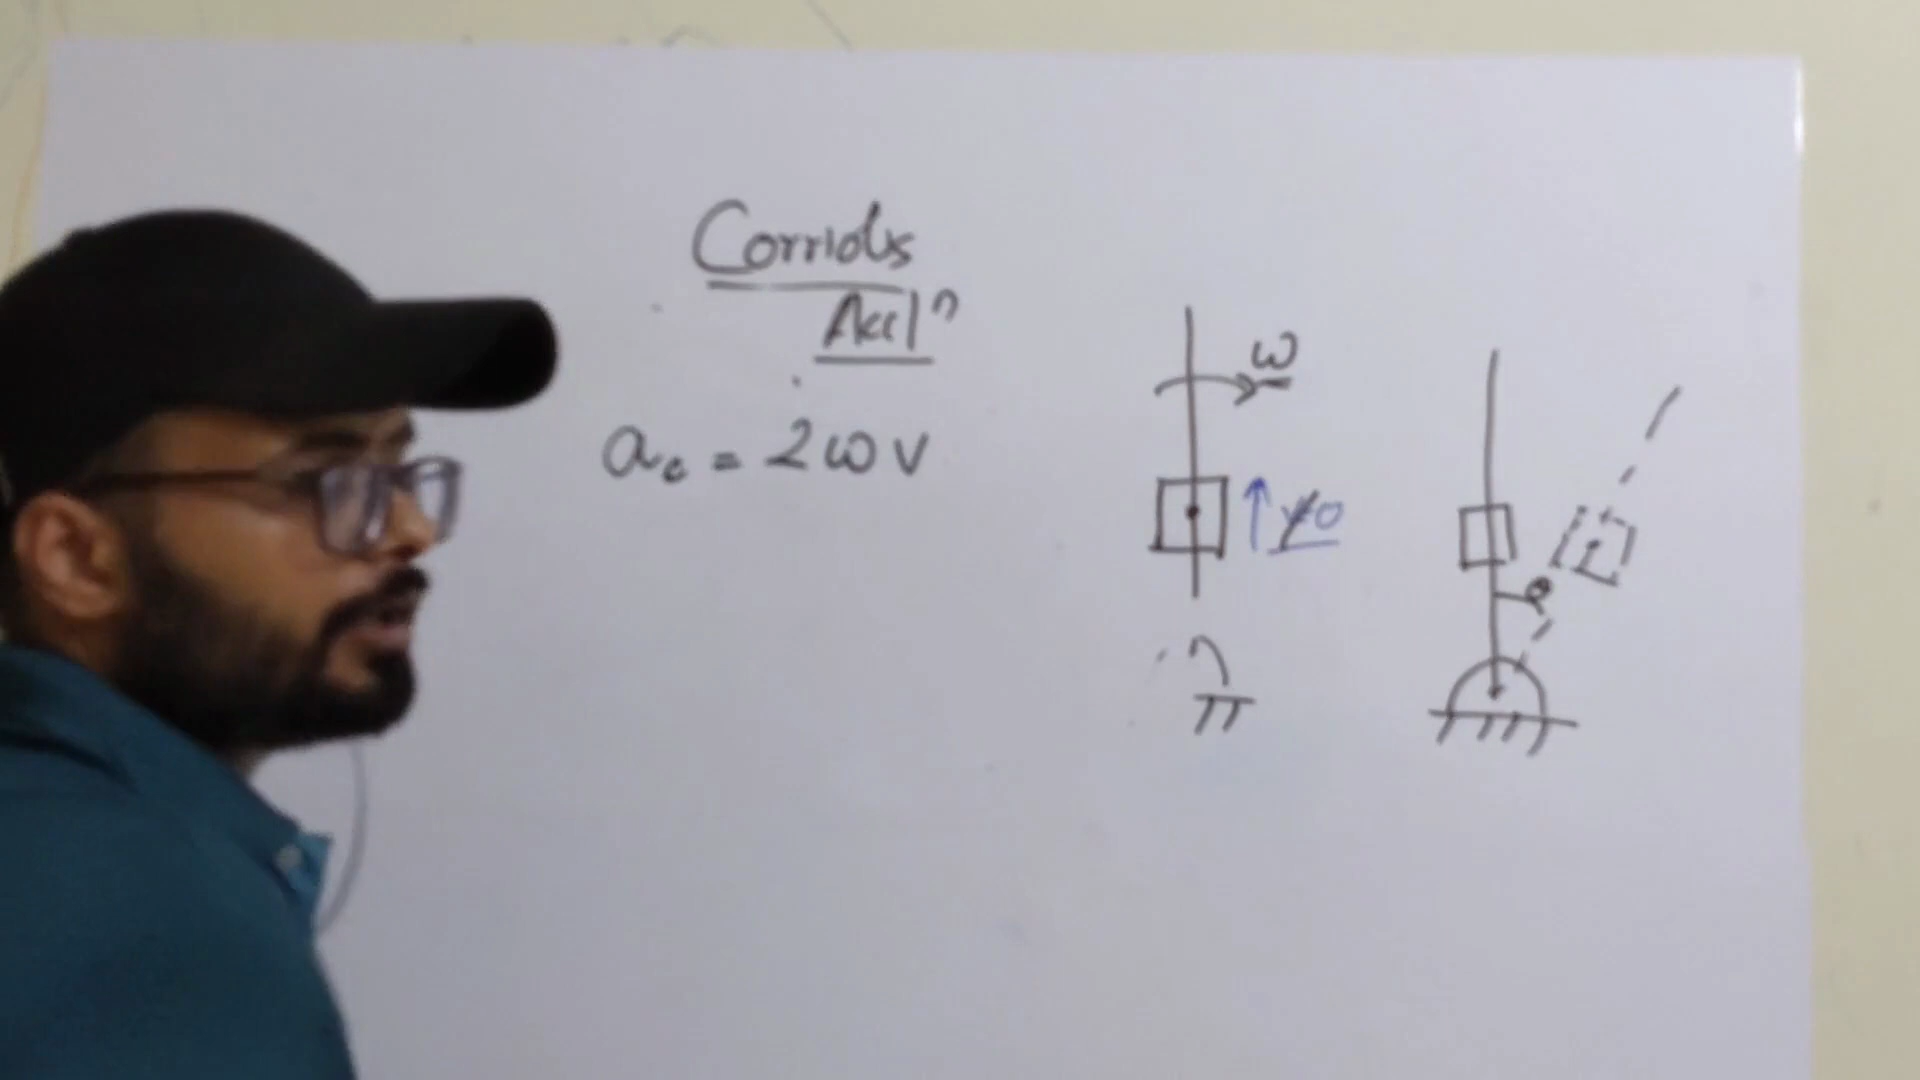 Corriolis
Accl^n
a_c = 2ωv
ω
v≠0
θ